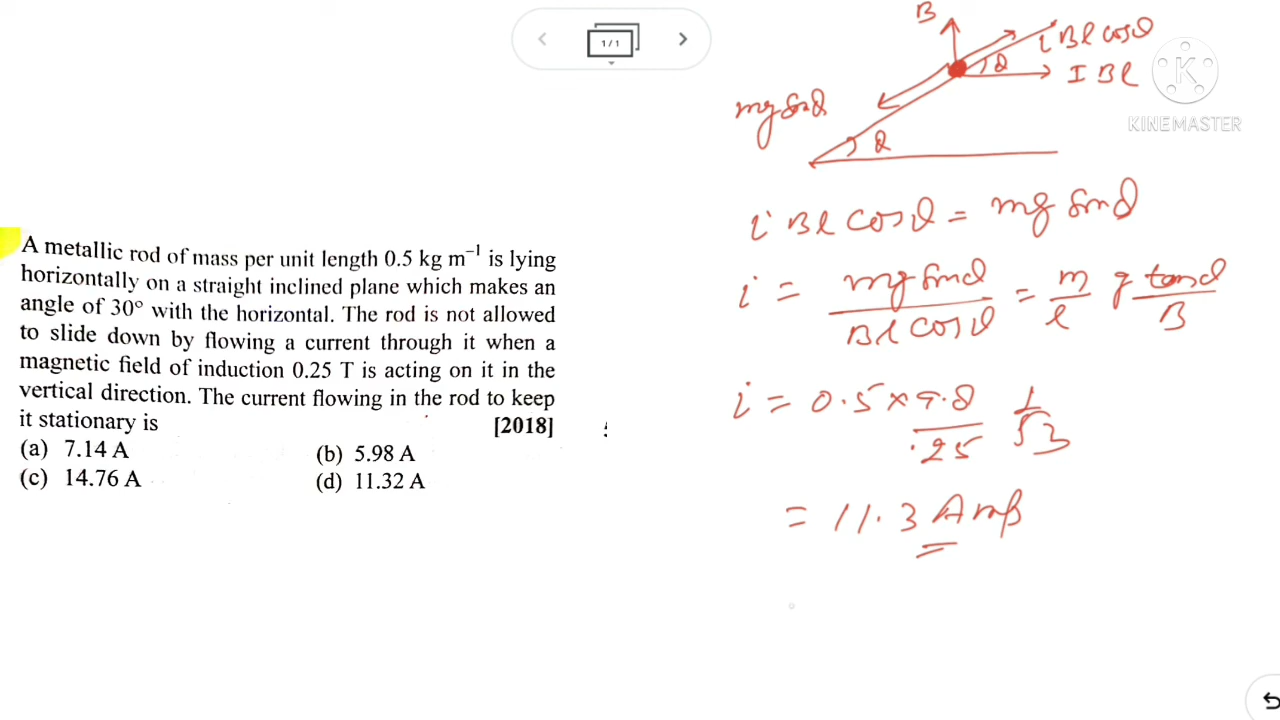 1/1
B
i Bl cosθ
θ
I Bl
mg sinθ
θ
KINEMASTER
i Bl cosθ = mg sinθ
i = mg sinθ / Bl cosθ = m/l g tanθ/B
i = 0.5 × 9.8 / .25 1/√3
= 11.3 Amp
A metallic rod of mass per unit length 0.5 kg m⁻¹ is lying
horizontally on a straight inclined plane which makes an
angle of 30° with the horizontal. The rod is not allowed
to slide down by flowing a current through it when a
magnetic field of induction 0.25 T is acting on it in the
vertical direction. The current flowing in the rod to keep
it stationary is [2018]
(a) 7.14 A (b) 5.98 A
(c) 14.76 A (d) 11.32 A